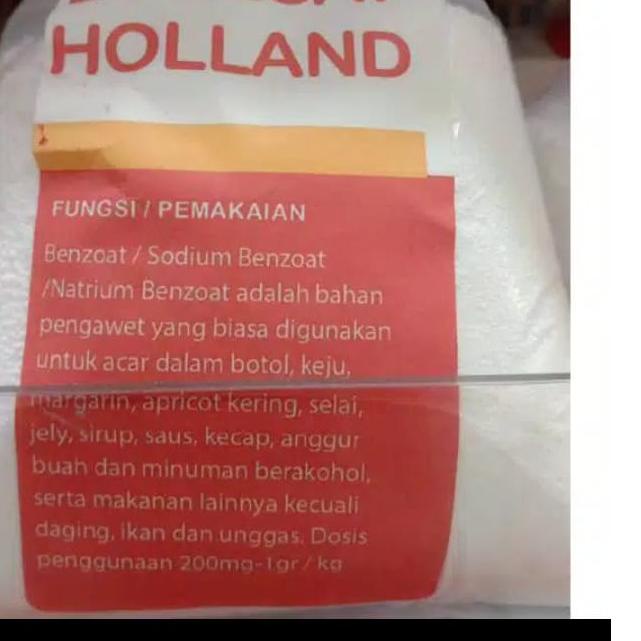 HOLLAND
FUNGSI / PEMAKAIAN
Benzoat / Sodium Benzoat
/Natrium Benzoat adalah bahan
pengawet yang biasa digunakan
untuk acar dalam botol, keju,
margarin, apricot kering, selai,
jely, sirup, saus, kecap, anggur
buah dan minuman berakohol,
serta makanan lainnya kecuali
daging, ikan dan unggas. Dosis
penggunaan 200mg-1gr / kg